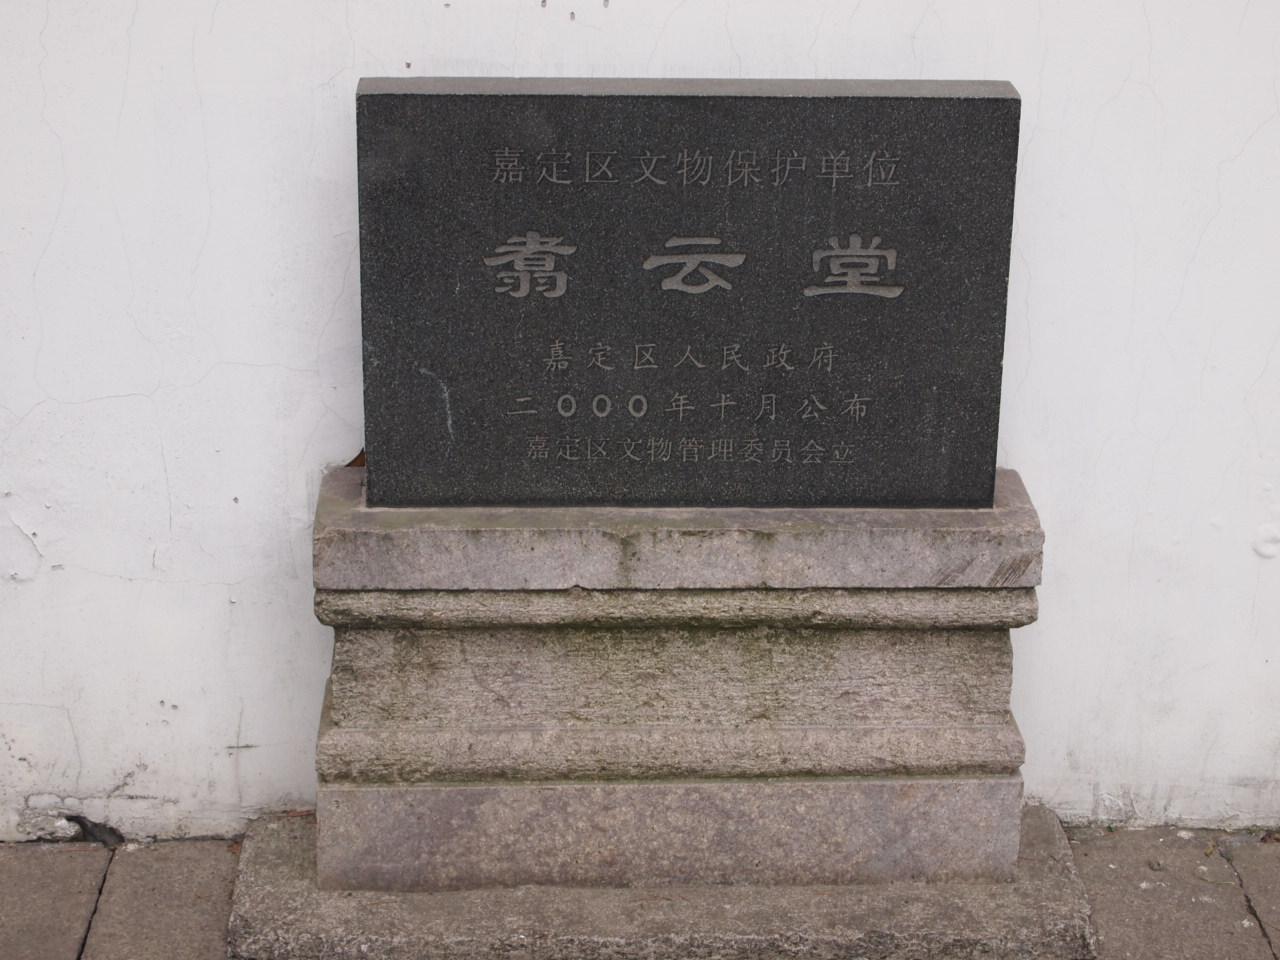 嘉定区文物保护单位
翥云堂
嘉定区人民政府
二000年十月公布
嘉定区文物管理委员会立